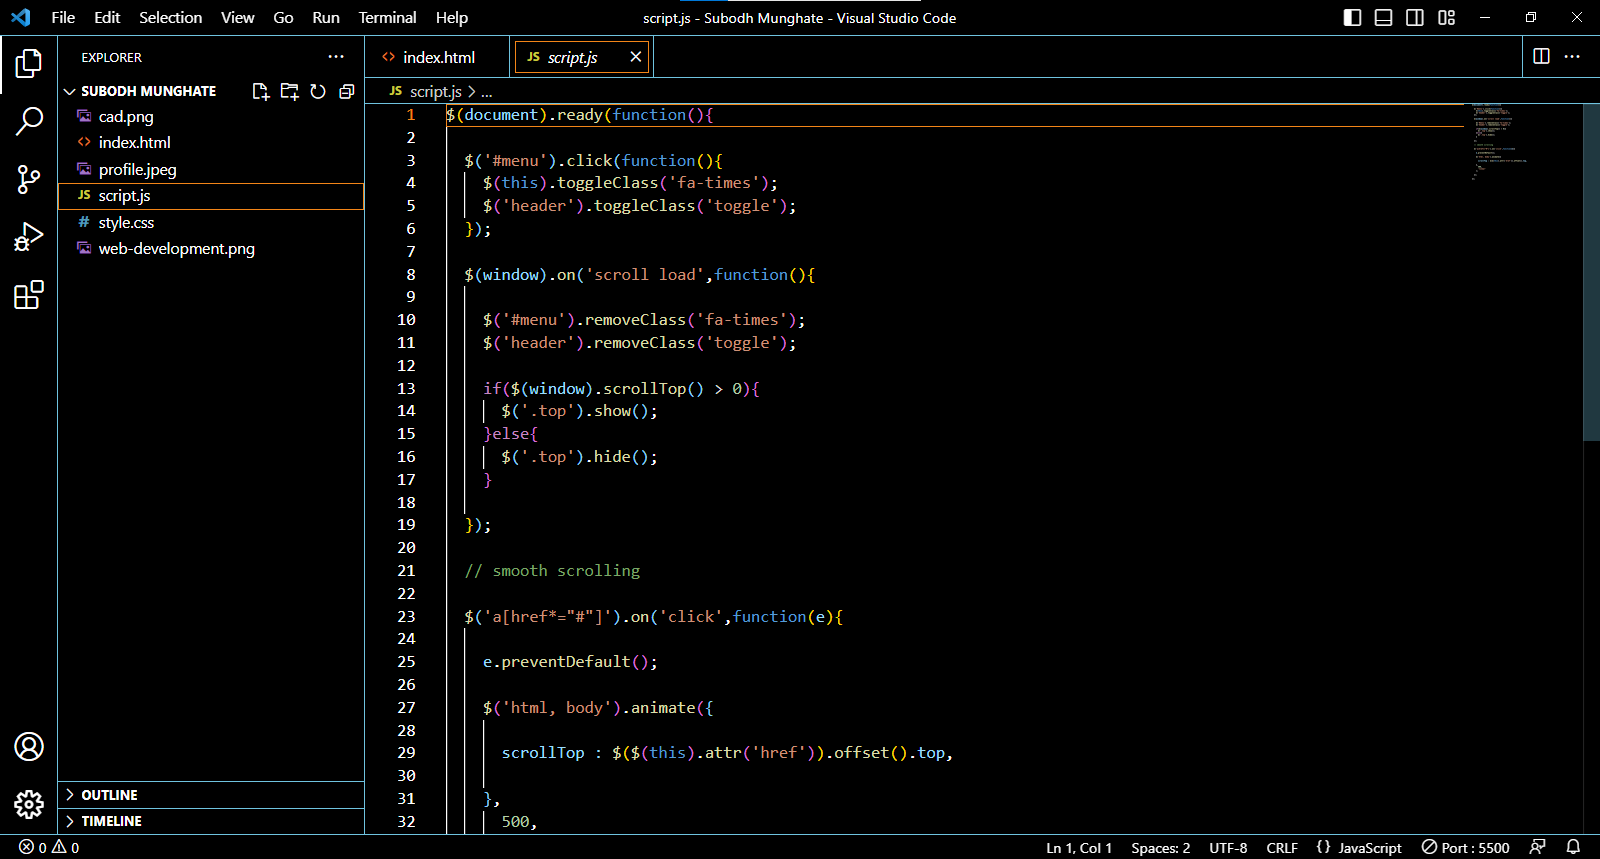 File Edit Selection View Go Run Terminal Help
script.js - Subodh Munghate - Visual Studio Code
EXPLORER
SUBODH MUNGHATE
cad.png
<> index.html
profile.jpeg
JS script.js
# style.css
web-development.png
OUTLINE
TIMELINE
<> index.html
JS script.js
JS script.js > ...
1 $(document).ready(function(){
2
3 $('#menu').click(function(){
4 $(this).toggleClass('fa-times');
5 $('header').toggleClass('toggle');
6 });
7
8 $(window).on('scroll load',function(){
9
10 $('#menu').removeClass('fa-times');
11 $('header').removeClass('toggle');
12
13 if($(window).scrollTop() > 0){
14 $('.top').show();
15 }else{
16 $('.top').hide();
17 }
18
19 });
20
21 // smooth scrolling
22
23 $('a[href*="#"]').on('click',function(e){
24
25 e.preventDefault();
26
27 $('html, body').animate({
28
29 scrollTop : $($(this).attr('href')).offset().top,
30
31 },
32 500,
0 0
Ln 1, Col 1 Spaces: 2 UTF-8 CRLF {} JavaScript Port : 5500